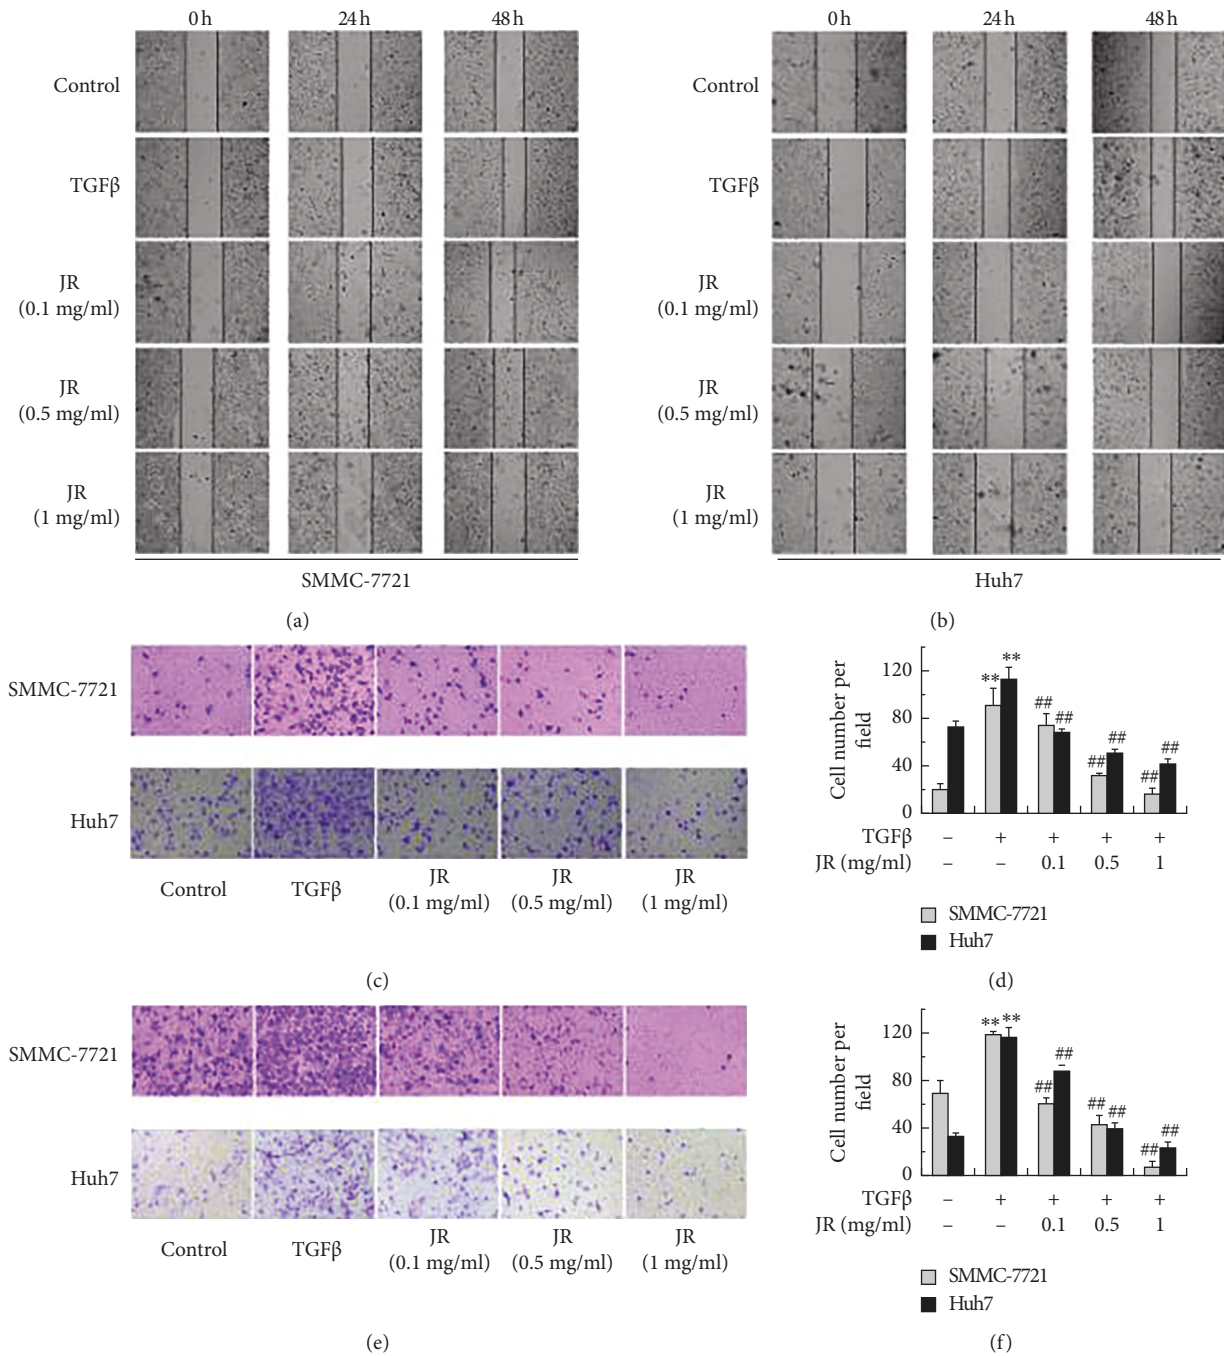 0 h 24 h 48 h
Control
TGFβ
JR
(0.1 mg/ml)
JR
(0.5 mg/ml)
JR
(1 mg/ml)
SMMC-7721
(a)
0 h 24 h 48 h
Control
TGFβ
JR
(0.1 mg/ml)
JR
(0.5 mg/ml)
JR
(1 mg/ml)
Huh7
(b)
SMMC-7721
Huh7
Control TGFβ JR JR JR
(0.1 mg/ml) (0.5 mg/ml) (1 mg/ml)
(c)
Cell number per
field
120
80
40
0
** **
## ##
## ##
## ##
TGFβ – + + + +
JR (mg/ml) – – 0.1 0.5 1
SMMC-7721
Huh7
(d)
SMMC-7721
Huh7
Control TGFβ JR JR JR
(0.1 mg/ml) (0.5 mg/ml) (1 mg/ml)
(e)
Cell number per
field
120
80
40
0
** **
## ##
## ##
## ##
TGFβ – + + + +
JR (mg/ml) – – 0.1 0.5 1
SMMC-7721
Huh7
(f)